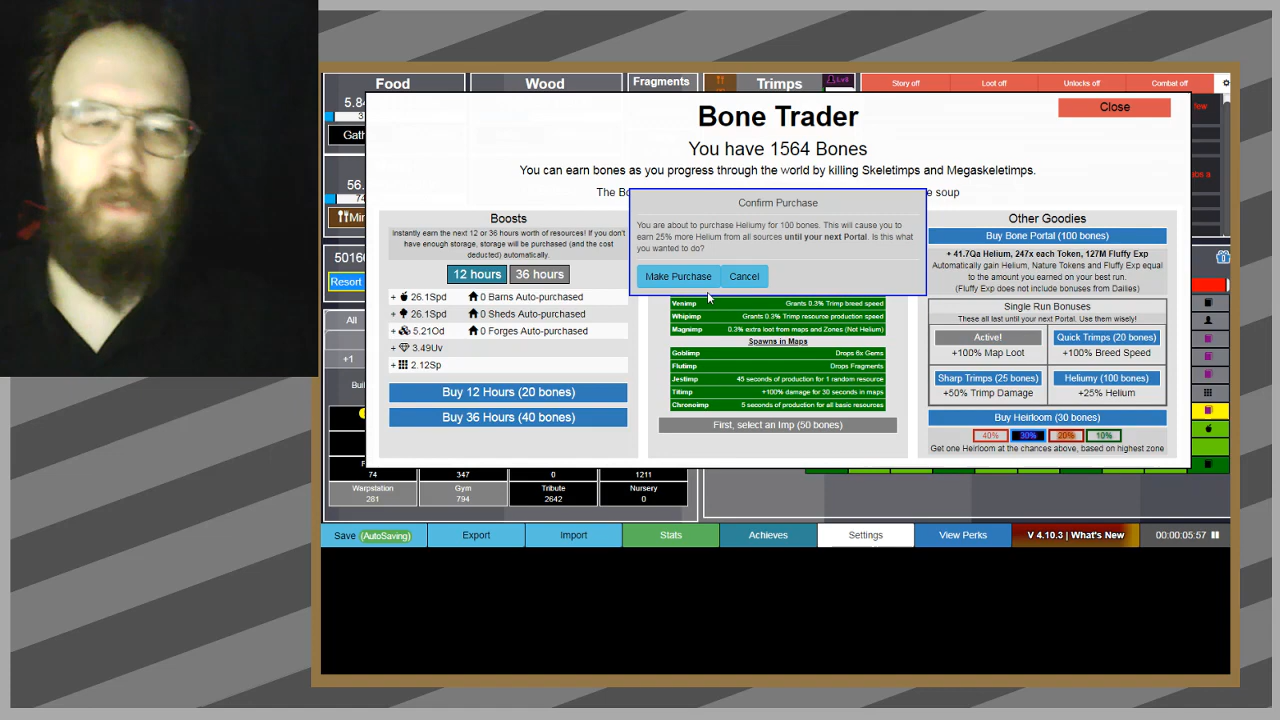 Food
Wood
Fragments
Trimps
Story off
Loot off
Unlocks off
Combat off
Bone Trader
Close
You have 1564 Bones
You can earn bones as you progress through the world by killing Skeletimps and Megaskeletimps.
The Bo
e soup
Confirm Purchase
You are about to purchase Heliumy for 100 bones. This will cause you to
earn 25% more Helium from all sources until your next Portal. Is this what
you wanted to do?
Make Purchase
Cancel
Boosts
Instantly earn the next 12 or 36 hours worth of resources! If you don't
have enough storage, storage will be purchased (and the cost
deducted) automatically.
12 hours
36 hours
+ 26.1Spd
0 Barns Auto-purchased
+ 26.1Spd
0 Sheds Auto-purchased
+ 5.21Od
0 Forges Auto-purchased
+ 3.49Uv
+ 2.12Sp
Buy 12 Hours (20 bones)
Buy 36 Hours (40 bones)
Venimp Grants 0.3% Trimp breed speed
Whipimp Grants 0.3% Trimp resource production speed
Magnimp 0.3% extra loot from maps and Zones (Not Helium)
Spawns in Maps
Goblimp Drops 6x Gems
Flutimp Drops Fragments
Jestimp 45 seconds of production for 1 random resource
Titimp +100% damage for 30 seconds in maps
Chronoimp 5 seconds of production for all basic resources
First, select an Imp (50 bones)
Other Goodies
Buy Bone Portal (100 bones)
+ 41.7Qa Helium, 247x each Token, 127M Fluffy Exp
Automatically gain Helium, Nature Tokens and Fluffy Exp equal
to the amount you earned on your best run.
(Fluffy Exp does not include bonuses from Dailies)
Single Run Bonuses
These all last until your next Portal. Use them wisely!
Active!
+100% Map Loot
Quick Trimps (20 bones)
+100% Breed Speed
Sharp Trimps (25 bones)
+50% Trimp Damage
Heliumy (100 bones)
+25% Helium
Buy Heirloom (30 bones)
40% 30% 20% 10%
Get one Heirloom at the chances above, based on highest zone
5.84
Gath
56.
74
Min
5016
Resort
All
+1
Bui
74
347
0
1211
Warpstation
281
Gym
794
Tribute
2642
Nursery
0
Save (AutoSaving)
Export
Import
Stats
Achieves
Settings
View Perks
V 4.10.3 | What's New
00:00:05:57